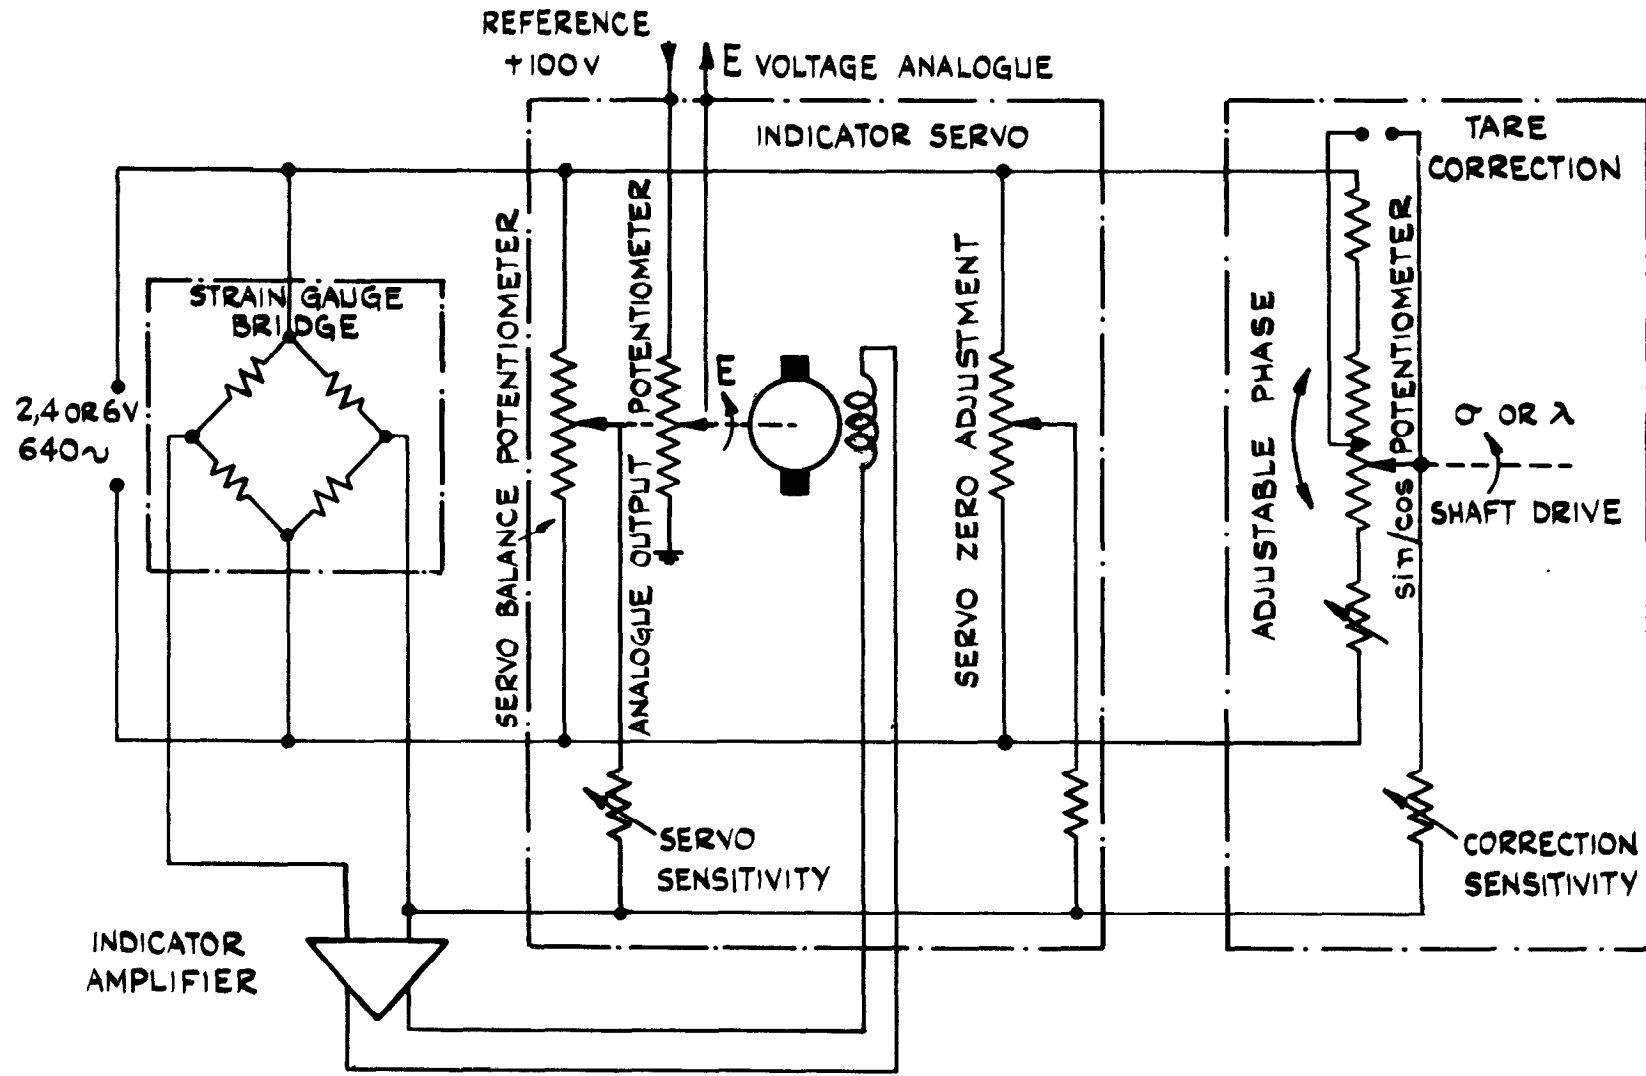 REFERENCE
+100V
E VOLTAGE ANALOGUE
INDICATOR SERVO
TARE
CORRECTION
STRAIN GAUGE
BRIDGE
2,4 OR 6V
640~
SERVO BALANCE POTENTIOMETER
ANALOGUE OUTPUT POTENTIOMETER
E
SERVO ZERO ADJUSTMENT
ADJUSTABLE PHASE
sin/cos POTENTIOMETER
σ OR λ
SHAFT DRIVE
SERVO
SENSITIVITY
CORRECTION
SENSITIVITY
INDICATOR
AMPLIFIER